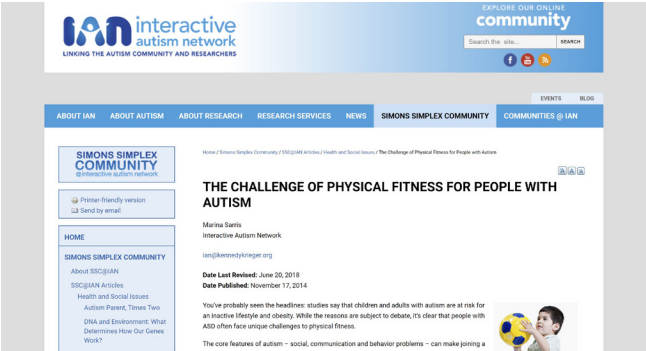 EXPLORE OUR ONLINE
community
IAN interactive
autism network
LINKING THE AUTISM COMMUNITY AND RESEARCHERS
Search the site...
SEARCH
f
EVENTS BLOG
ABOUT IAN ABOUT AUTISM ABOUT RESEARCH RESEARCH SERVICES NEWS SIMONS SIMPLEX COMMUNITY COMMUNITIES @ IAN
SIMONS SIMPLEX
COMMUNITY
@interactive autism network
Printer-friendly version
Send by email
HOME
SIMONS SIMPLEX COMMUNITY
About SSC@IAN
SSC@IAN Articles
Health and Social Issues
Autism Parent, Times Two
DNA and Environment: What
Determines How Our Genes
Work?
Home / Simons Simplex Community / SSC@IAN Articles / Health and Social Issues / The Challenge of Physical Fitness for People with Autism
A A A
THE CHALLENGE OF PHYSICAL FITNESS FOR PEOPLE WITH
AUTISM
Marina Sarris
Interactive Autism Network
ian@kennedykrieger.org
Date Last Revised: June 20, 2018
Date Published: November 17, 2014
You've probably seen the headlines: studies say that children and adults with autism are at risk for
an inactive lifestyle and obesity. While the reasons are subject to debate, it's clear that people with
ASD often face unique challenges to physical fitness.
The core features of autism – social, communication and behavior problems – can make joining a